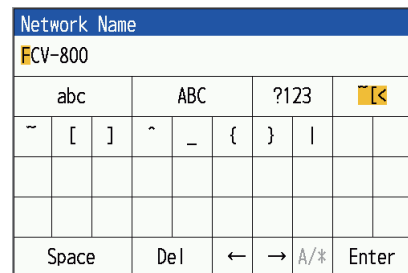 Network Name
FCV-800
abc ABC ?123 ~[<
~ [ ] ^ _ { } |
Space Del ← → A/* Enter